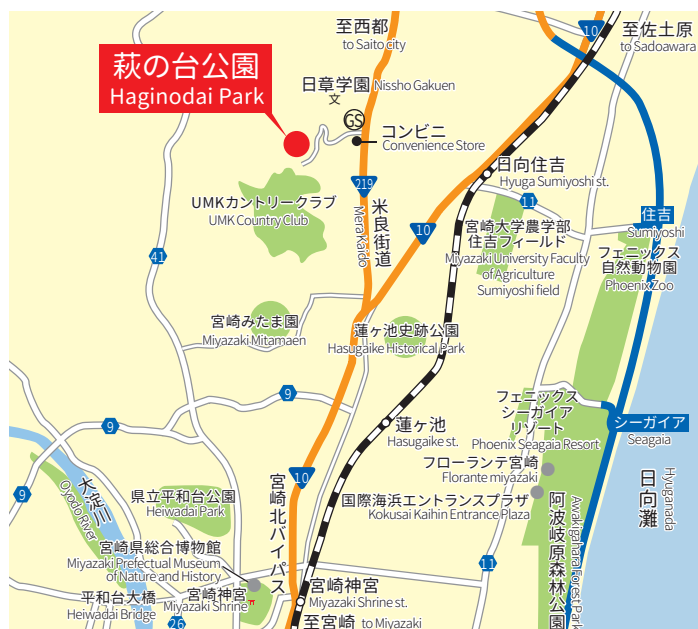 至西都
to Saito city
10
至佐土原
to Sadoawara
萩の台公園
Haginodai Park
日章学園 Nissho Gakuen
文
GS
コンビニ
Convenience Store
日向住吉
Hyuga Sumiyoshi st.
219
11
UMKカントリークラブ
UMK Country Club
米良街道
Mera Kaido
住吉
Sumiyoshi
10
宮崎大学農学部
住吉フィールド
Miyazaki University Faculty
of Agriculture
Sumiyoshi field
フェニックス
自然動物園
Phoenix Zoo
41
宮崎みたま園
Miyazaki Mitamaen
蓮ヶ池史跡公園
Hasugaike Historical Park
9
フェニックス
シーガイア
リゾート
Phoenix Seagaia Resort
シーガイア
Seagaia
9
蓮ヶ池
Hasugaike st.
フローランテ宮崎
Florante miyazaki
10
9
大淀川
Oyodo River
県立平和台公園
Heiwadai Park
宮崎北バイパス
国際海浜エントランスプラザ
Kokusai Kaihin Entrance Plaza
日向灘
Hyuganada
阿波岐原森林公園
Awakigahara Forest Park
宮崎県総合博物館
Miyazaki Prefectual Museum
of Nature and History
11
平和台大橋
Heiwadai Bridge
宮崎神宮
Miyazaki Shrine
宮崎神宮
Miyazaki Shrine st.
26
至宮崎 to Miyazaki